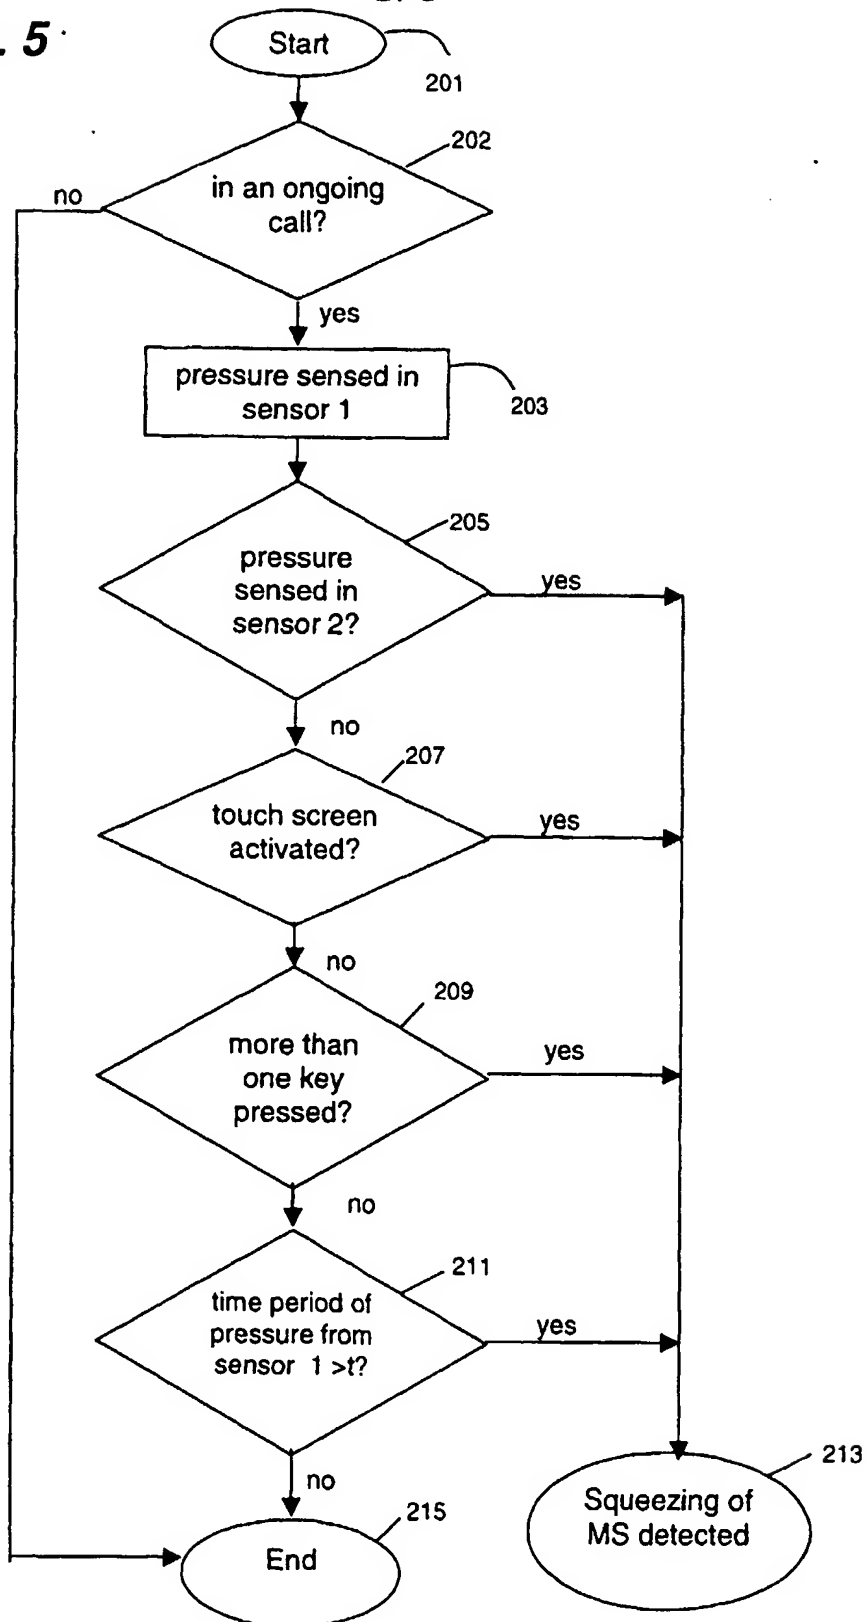 . 5
Start
201
202
in an ongoing
call?
no
yes
pressure sensed in
sensor 1
203
205
pressure
sensed in
sensor 2?
yes
no
207
touch screen
activated?
yes
no
209
more than
one key
pressed?
yes
no
211
time period of
pressure from
sensor 1 >t?
yes
no
213
Squeezing of
MS detected
215
End